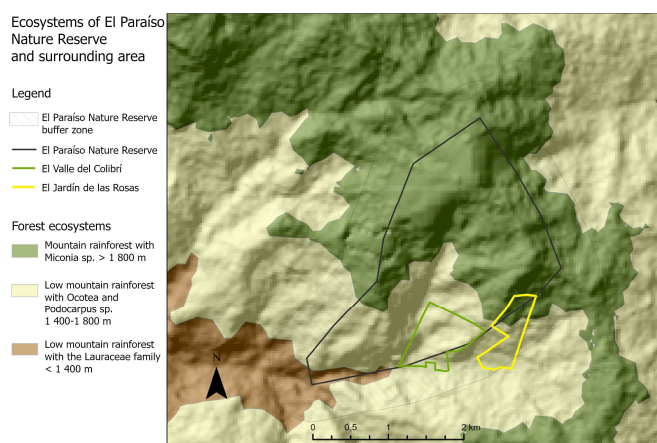 Ecosystems of El Paraíso
Nature Reserve
and surrounding area
Legend
El Paraíso Nature Reserve
buffer zone
El Paraíso Nature Reserve
El Valle del Colibrí
El Jardín de las Rosas
Forest ecosystems
Mountain rainforest with
Miconia sp. > 1 800 m
Low mountain rainforest
with Ocotea and
Podocarpus sp.
1 400-1 800 m
Low mountain rainforest
with the Lauraceae family
< 1 400 m
N
0 0,5 1 2 km